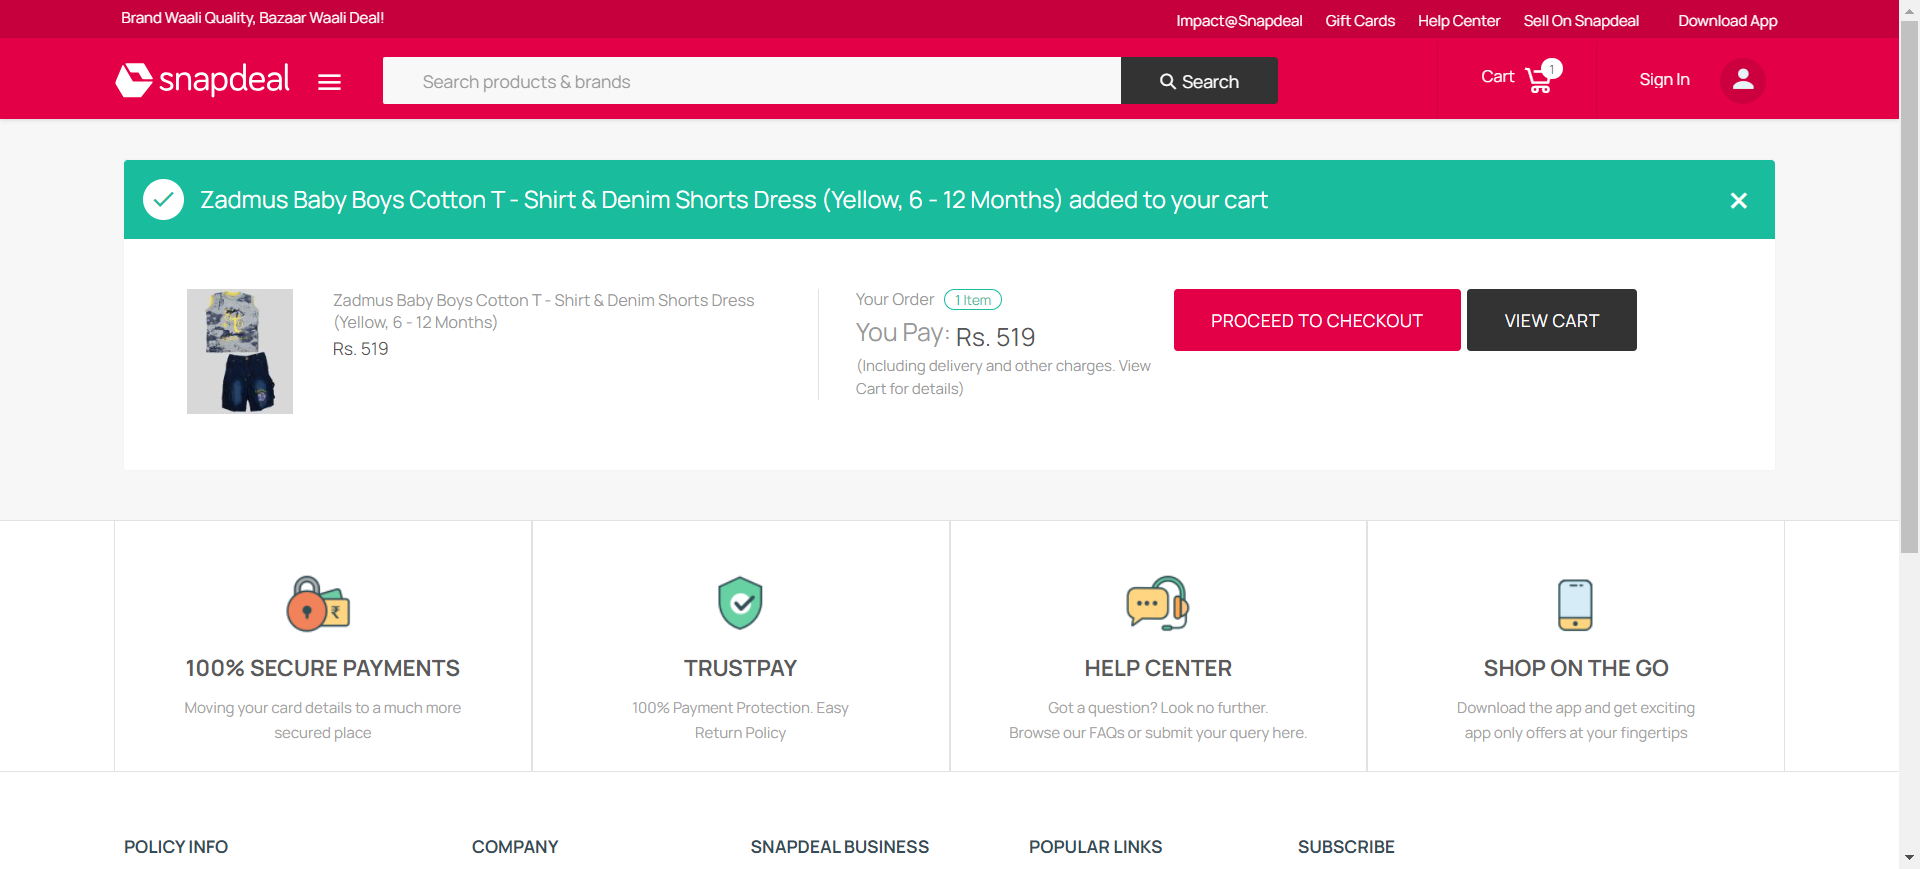 Brand Waali Quality, Bazaar Waali Deal!
Impact@Snapdeal Gift Cards Help Center Sell On Snapdeal Download App
snapdeal
Search products & brands
Search
Cart 1
Sign In
Zadmus Baby Boys Cotton T - Shirt & Denim Shorts Dress (Yellow, 6 - 12 Months) added to your cart
Zadmus Baby Boys Cotton T - Shirt & Denim Shorts Dress
(Yellow, 6 - 12 Months)
Rs. 519
Your Order 1 Item
You Pay: Rs. 519
(Including delivery and other charges. View
Cart for details)
PROCEED TO CHECKOUT
VIEW CART
100% SECURE PAYMENTS
Moving your card details to a much more
secured place
TRUSTPAY
100% Payment Protection. Easy
Return Policy
HELP CENTER
Got a question? Look no further.
Browse our FAQs or submit your query here.
SHOP ON THE GO
Download the app and get exciting
app only offers at your fingertips
POLICY INFO
COMPANY
SNAPDEAL BUSINESS
POPULAR LINKS
SUBSCRIBE